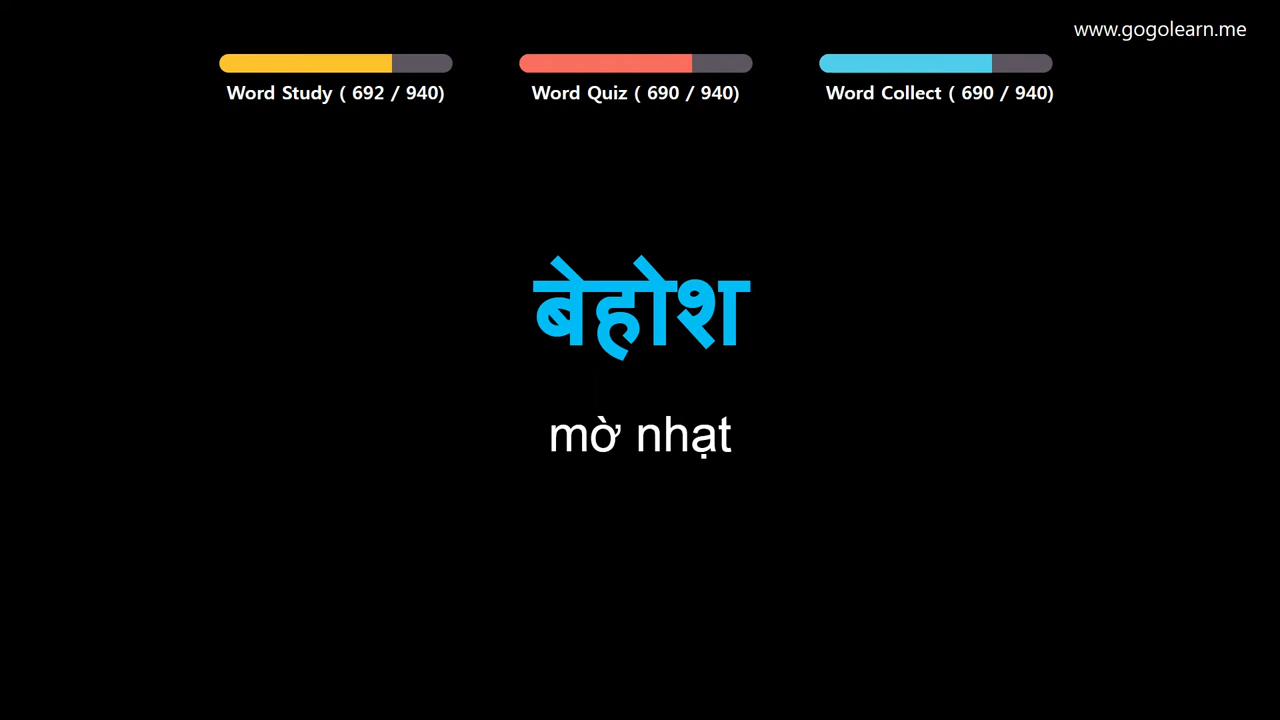 www.gogolearn.me
Word Study ( 692 / 940)
Word Quiz ( 690 / 940)
Word Collect ( 690 / 940)
बेहोश
mờ nhạt